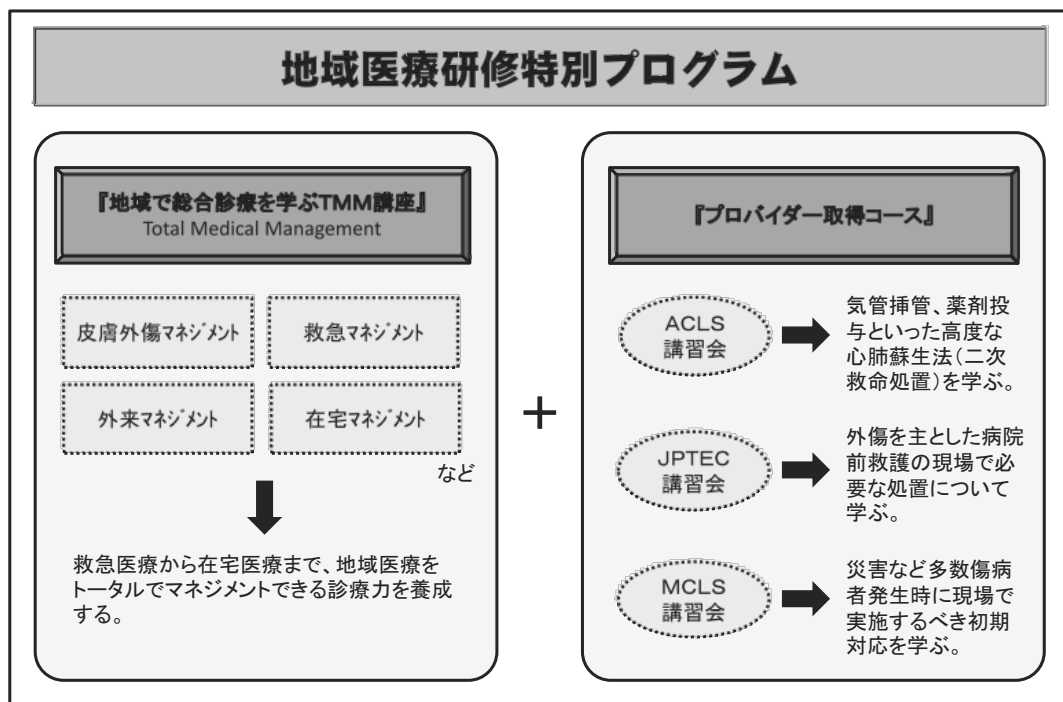 地域医療研修特別プログラム
『地域で総合診療を学ぶTMM講座』
Total Medical Management
皮膚外傷マネジメント
救急マネジメント
外来マネジメント
在宅マネジメント
など
救急医療から在宅医療まで、地域医療を
トータルでマネジメントできる診療力を養成
する。
+
『プロバイダー取得コース』
ACLS
講習会
気管挿管、薬剤投
与といった高度な
心肺蘇生法(二次
救命処置)を学ぶ。
JPTEC
講習会
外傷を主とした病院
前救護の現場で必
要な処置について
学ぶ。
MCLS
講習会
災害など多数傷病
者発生時に現場で
実施するべき初期
対応を学ぶ。